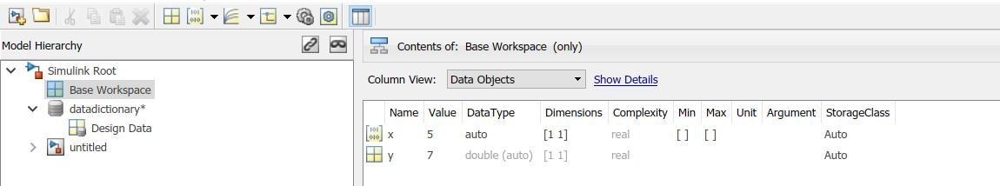 Model Hierarchy
Simulink Root
Base Workspace
datadictionary*
Design Data
untitled
Contents of: Base Workspace (only)
Column View: Data Objects Show Details
Name Value DataType Dimensions Complexity Min Max Unit Argument StorageClass
x 5 auto [1 1] real [ ] [ ] Auto
y 7 double (auto) [1 1] real Auto